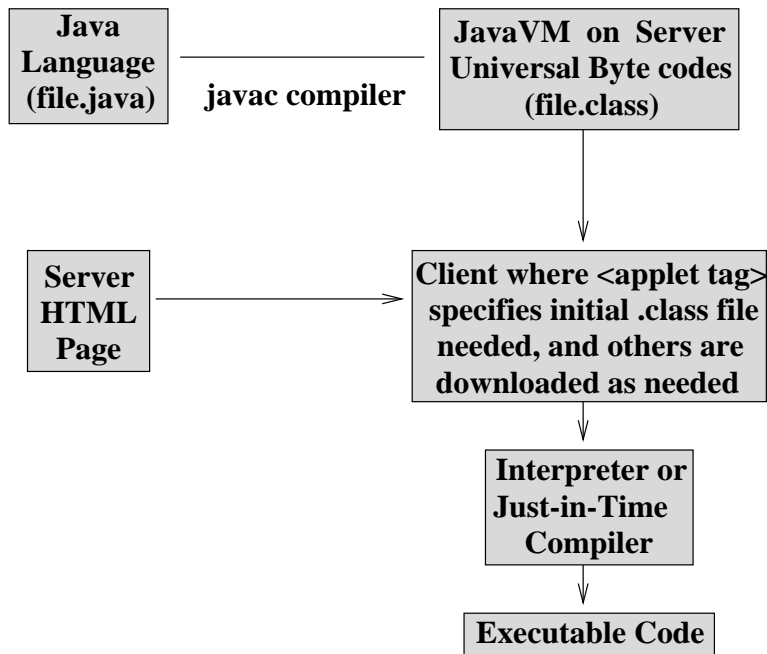 Java
Language
(file.java)
javac compiler
JavaVM on Server
Universal Byte codes
(file.class)
Server
HTML
Page
Client where <applet tag>
specifies initial .class file
needed, and others are
downloaded as needed
Interpreter or
Just-in-Time
Compiler
Executable Code